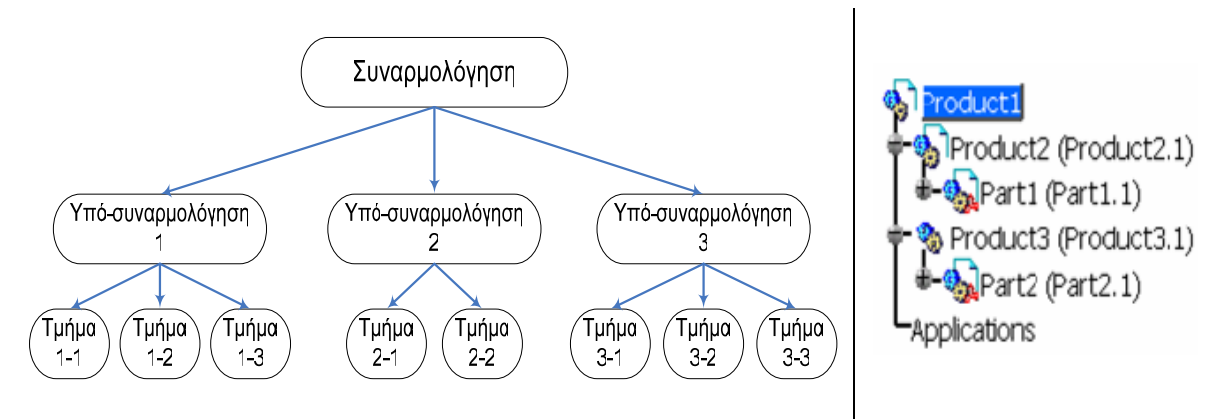 Συναρμολόγηση
Υπό-συναρμολόγηση
1
Υπό-συναρμολόγηση
2
Υπό-συναρμολόγηση
3
Τμήμα
1-1
Τμήμα
1-2
Τμήμα
1-3
Τμήμα
2-1
Τμήμα
2-2
Τμήμα
3-1
Τμήμα
3-2
Τμήμα
3-3
Product1
Product2 (Product2.1)
Part1 (Part1.1)
Product3 (Product3.1)
Part2 (Part2.1)
Applications